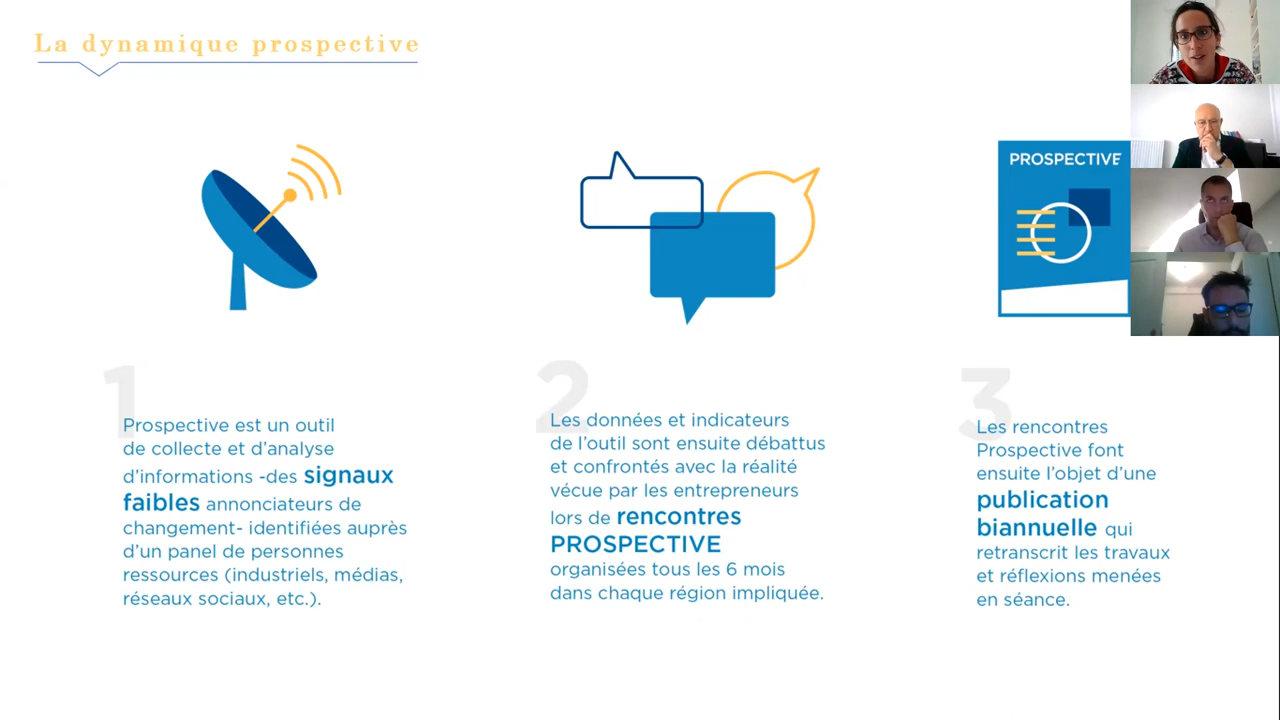 La dynamique prospective
PROSPECTIVE
1
Prospective est un outil
de collecte et d’analyse
d’informations -des signaux
faibles annonciateurs de
changement- identifiées auprès
d’un panel de personnes
ressources (industriels, médias,
réseaux sociaux, etc.).
2
Les données et indicateurs
de l’outil sont ensuite débattus
et confrontés avec la réalité
vécue par les entrepreneurs
lors de rencontres
PROSPECTIVE
organisées tous les 6 mois
dans chaque région impliquée.
3
Les rencontres
Prospective font
ensuite l’objet d’une
publication
biannuelle qui
retranscrit les travaux
et réflexions menées
en séance.